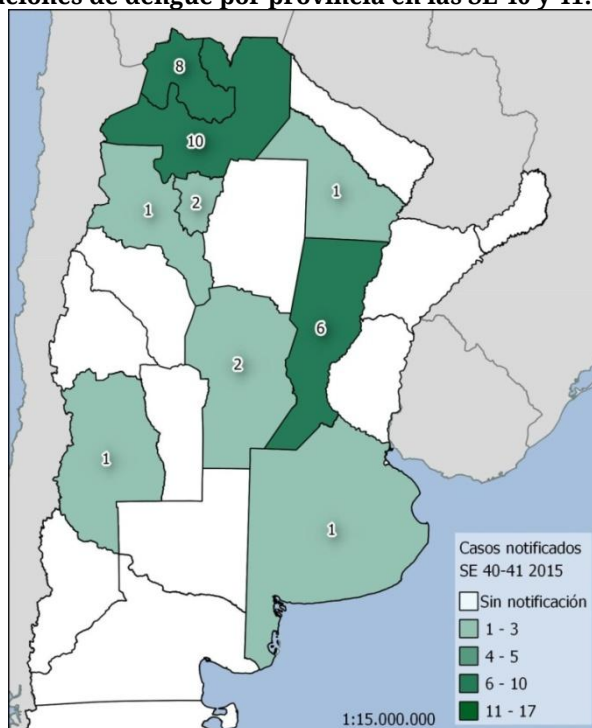 ciones de dengue por provincia en las SE 40 y 41.
8
10
1
2
1
6
2
1
1
Casos notificados
SE 40-41 2015
Sin notificación
1 - 3
4 - 5
6 - 10
11 - 17
1:15.000.000